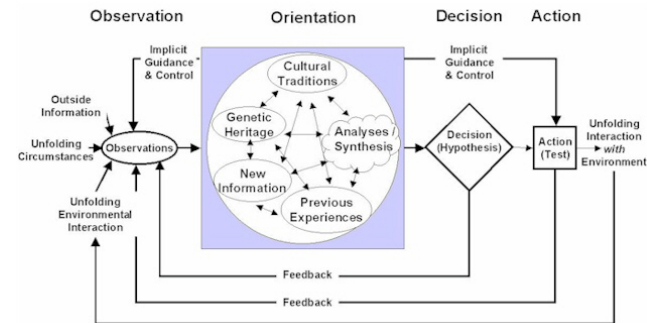 Observation
Orientation
Decision
Action
Implicit
Guidance
& Control
Cultural
Traditions
Genetic
Heritage
Analyses /
Synthesis
New
Information
Previous
Experiences
Implicit
Guidance
& Control
Outside
Information
Unfolding
Circumstances
Observations
Unfolding
Environmental
Interaction
Decision
(Hypothesis)
Action
(Test)
Unfolding
Interaction
with
Environment
Feedback
Feedback